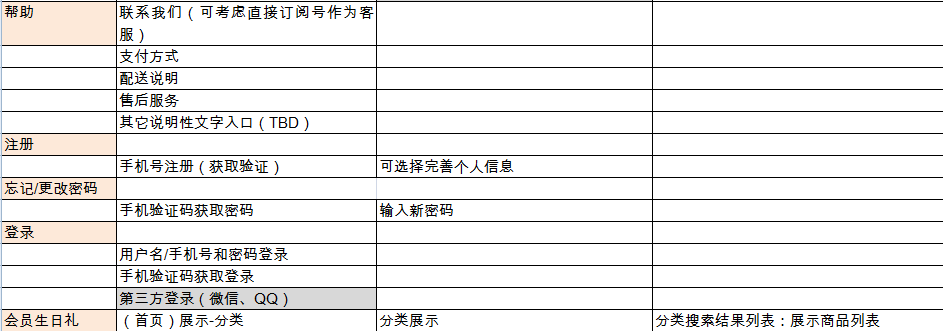 帮助
联系我们（可考虑直接订阅号作为客
服）
支付方式
配送说明
售后服务
其它说明性文字入口（TBD）
注册
手机号注册（获取验证） 可选择完善个人信息
忘记/更改密码
手机验证码获取密码 输入新密码
登录
用户名/手机号和密码登录
手机验证码获取登录
第三方登录（微信、QQ）
会员生日礼 （首页）展示-分类 分类展示 分类搜索结果列表：展示商品列表